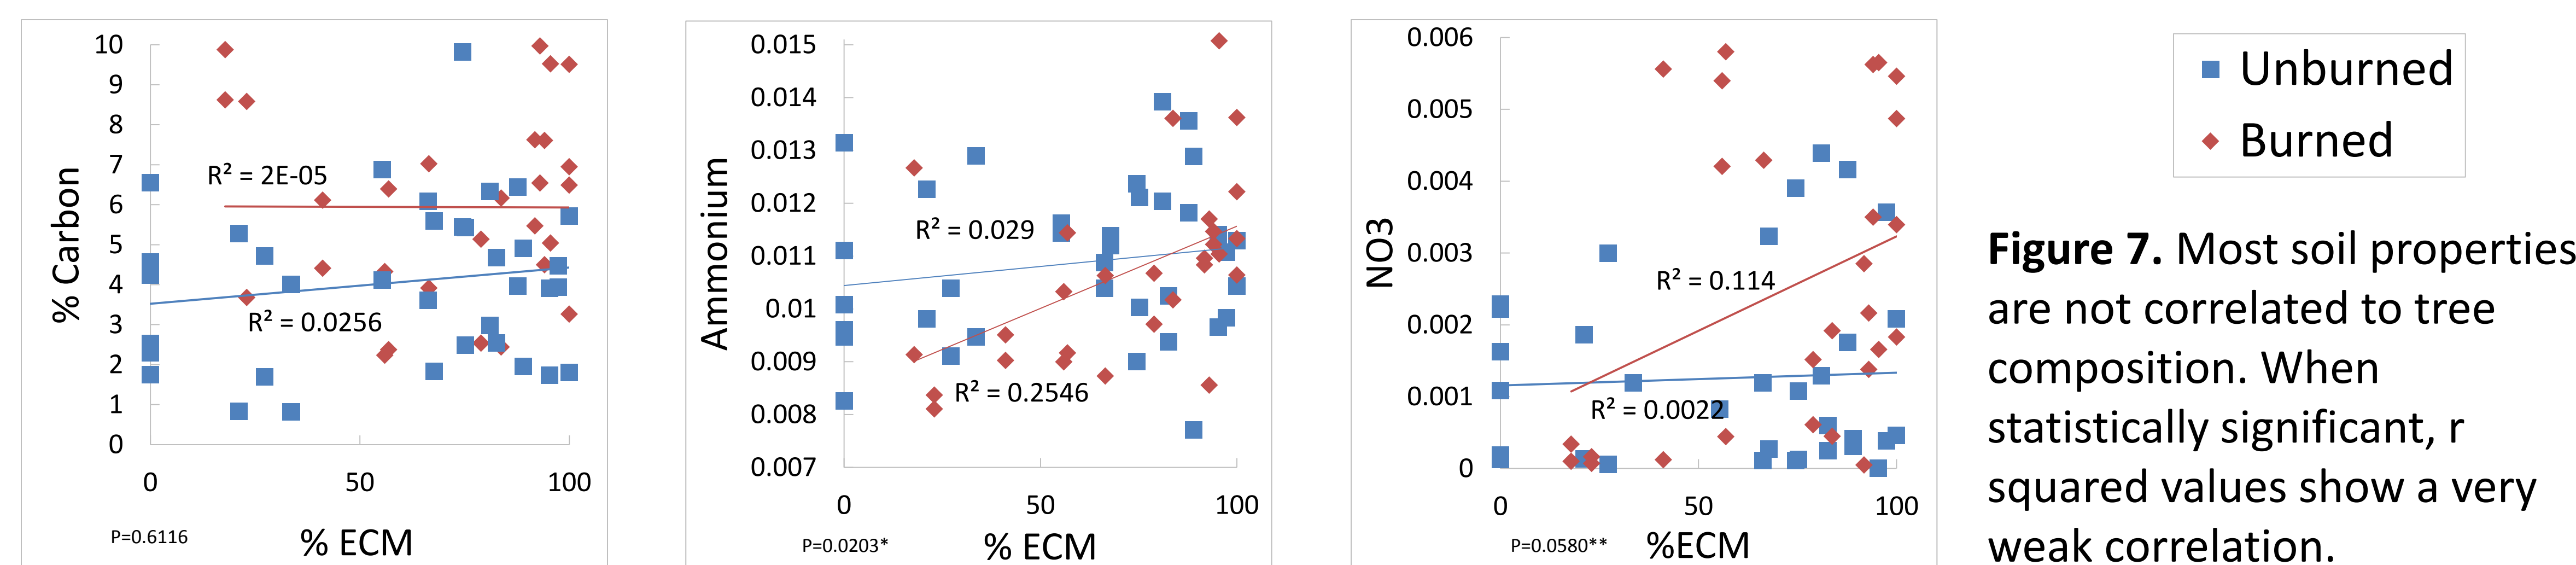 % Carbon
10
9
8
7
6
5
4
3
2
1
0
R² = 2E-05
R² = 0.0256
0 50 100
P=0.6116
% ECM
Ammonium
0.015
0.014
0.013
0.012
0.011
0.01
0.009
0.008
0.007
R² = 0.029
R² = 0.2546
0 50 100
P=0.0203*
% ECM
NO3
0.006
0.005
0.004
0.003
0.002
0.001
0
R² = 0.114
R² = 0.0022
0 50 100
P=0.0580**
%ECM
Unburned
Burned
Figure 7. Most soil properties
are not correlated to tree
composition. When
statistically significant, r
squared values show a very
weak correlation.